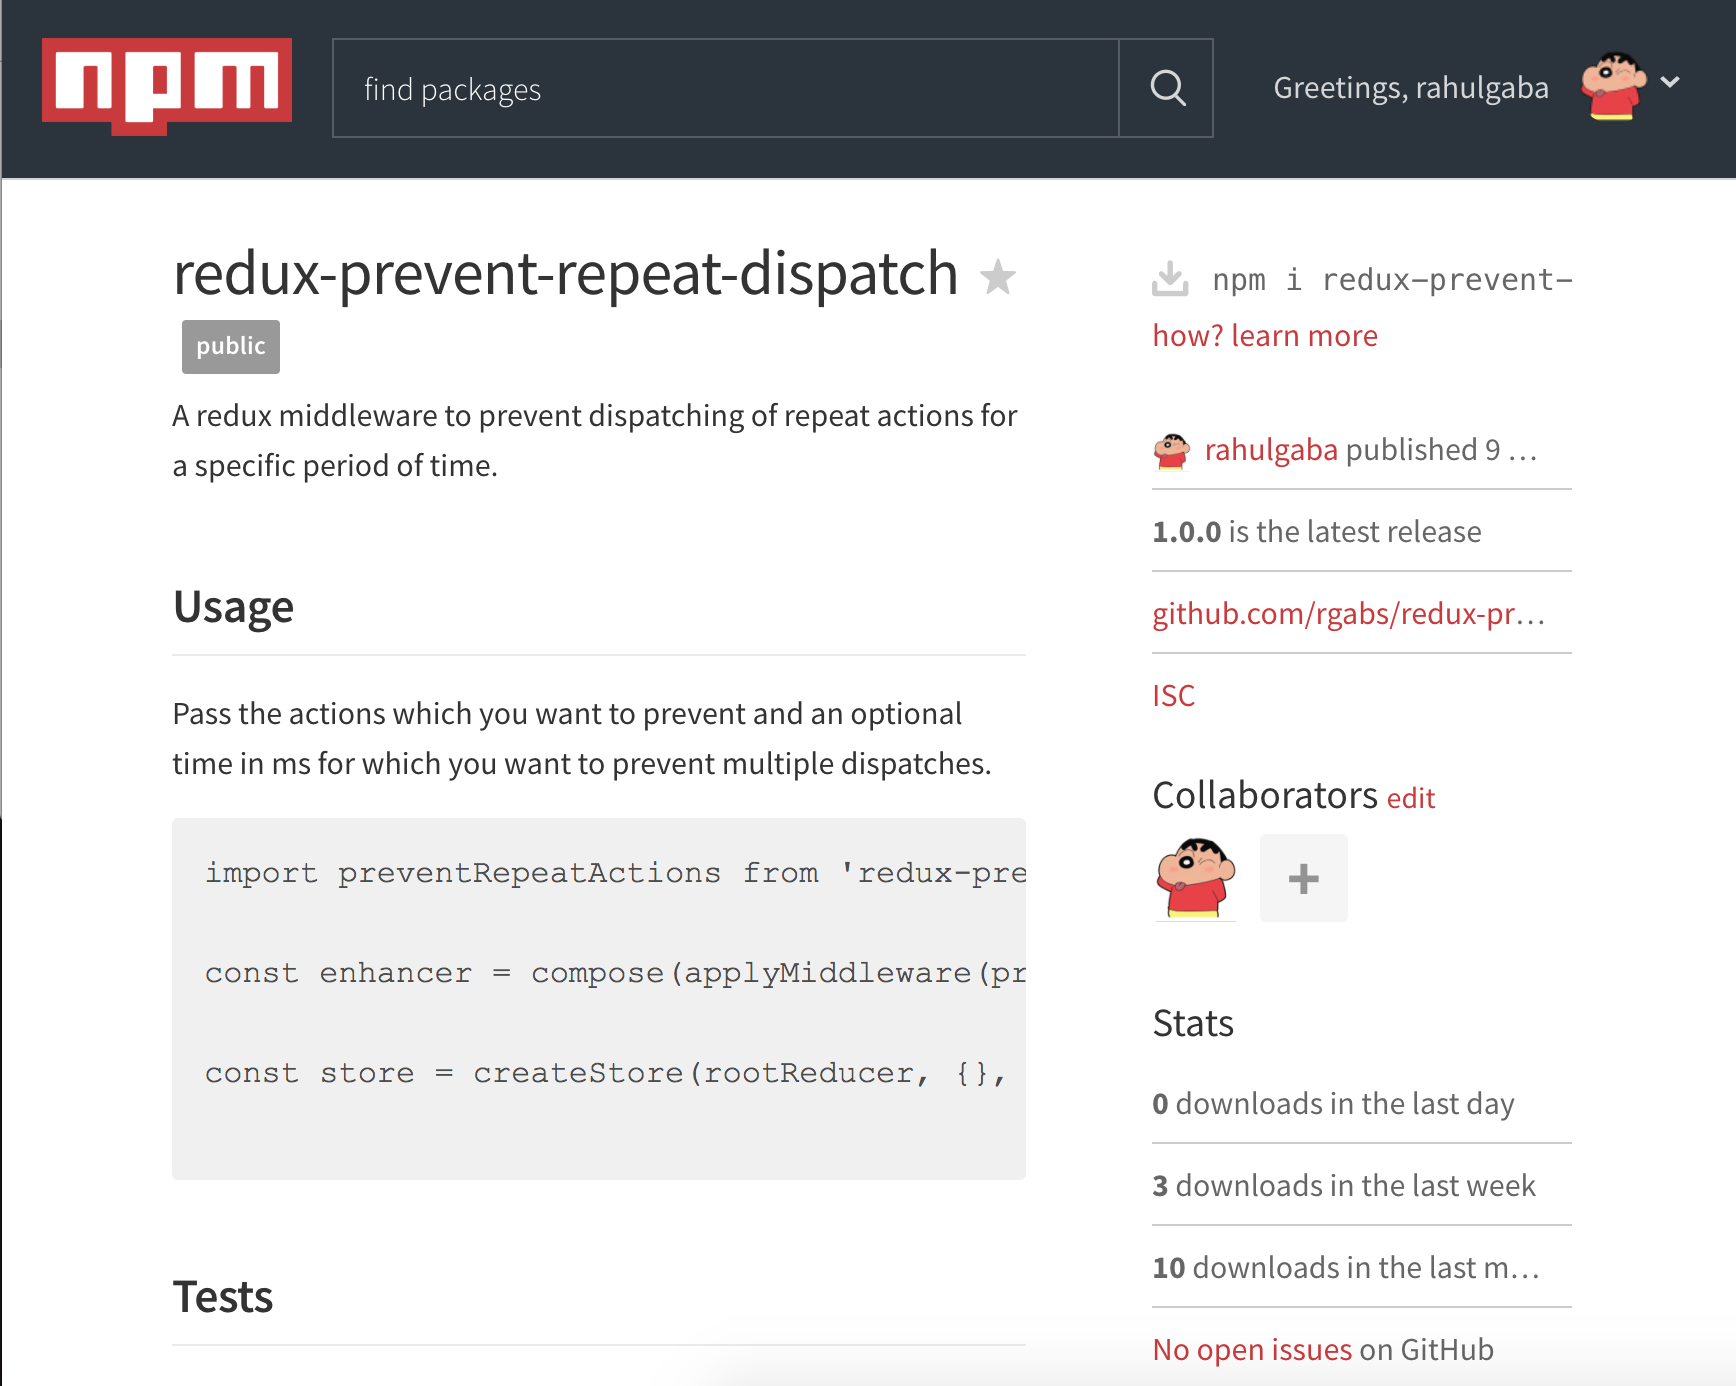 npm
find packages
Greetings, rahulgaba
redux-prevent-repeat-dispatch
public
A redux middleware to prevent dispatching of repeat actions for
a specific period of time.
Usage
Pass the actions which you want to prevent and an optional
time in ms for which you want to prevent multiple dispatches.
import preventRepeatActions from 'redux-pre
const enhancer = compose(applyMiddleware(pr
const store = createStore(rootReducer, {},
Tests
npm i redux-prevent-
how? learn more
rahulgaba published 9 …
1.0.0 is the latest release
github.com/rgabs/redux-pr…
ISC
Collaborators edit
+
Stats
0 downloads in the last day
3 downloads in the last week
10 downloads in the last m…
No open issues on GitHub